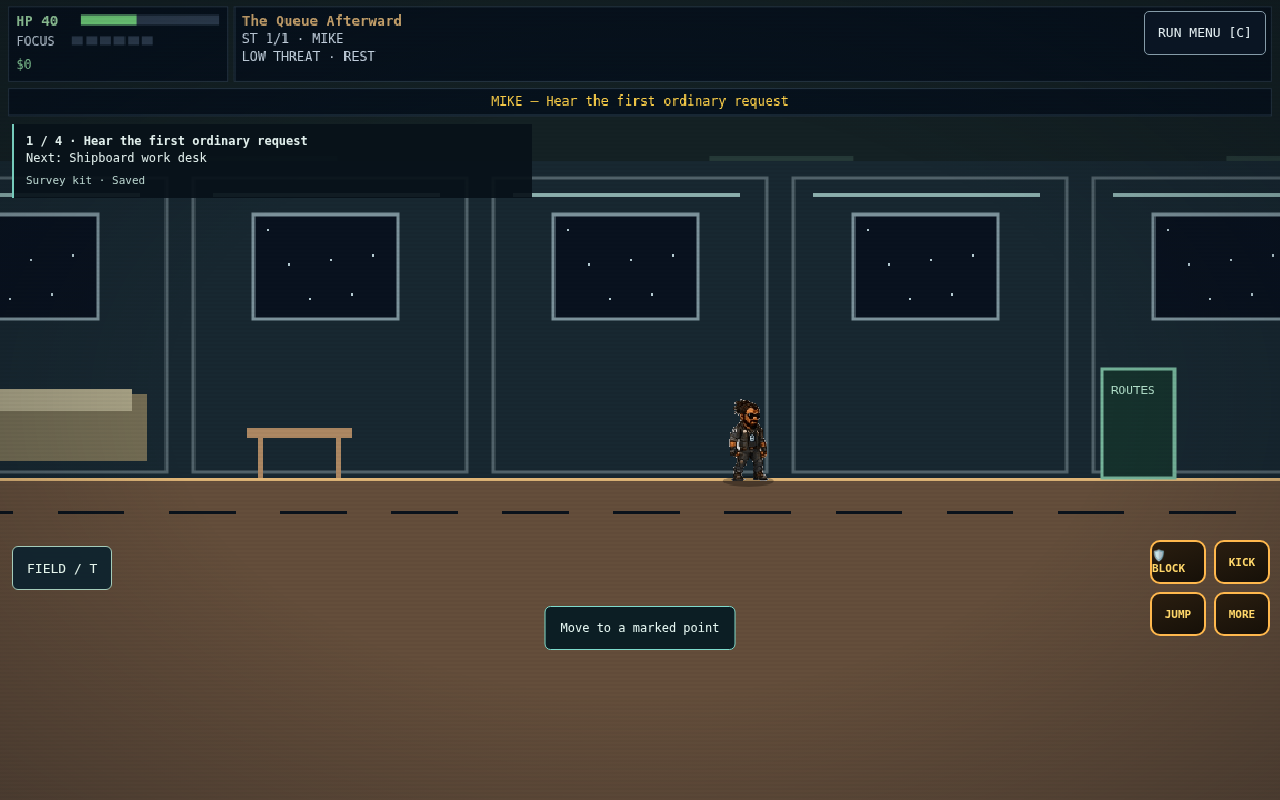 HP 40
FOCUS
$0
The Queue Afterward
ST 1/1 · MIKE
LOW THREAT · REST
RUN MENU [C]
MIKE — Hear the first ordinary request
1 / 4 · Hear the first ordinary request
Next: Shipboard work desk
Survey kit · Saved
ROUTES
FIELD / T
BLOCK
KICK
JUMP
MORE
Move to a marked point